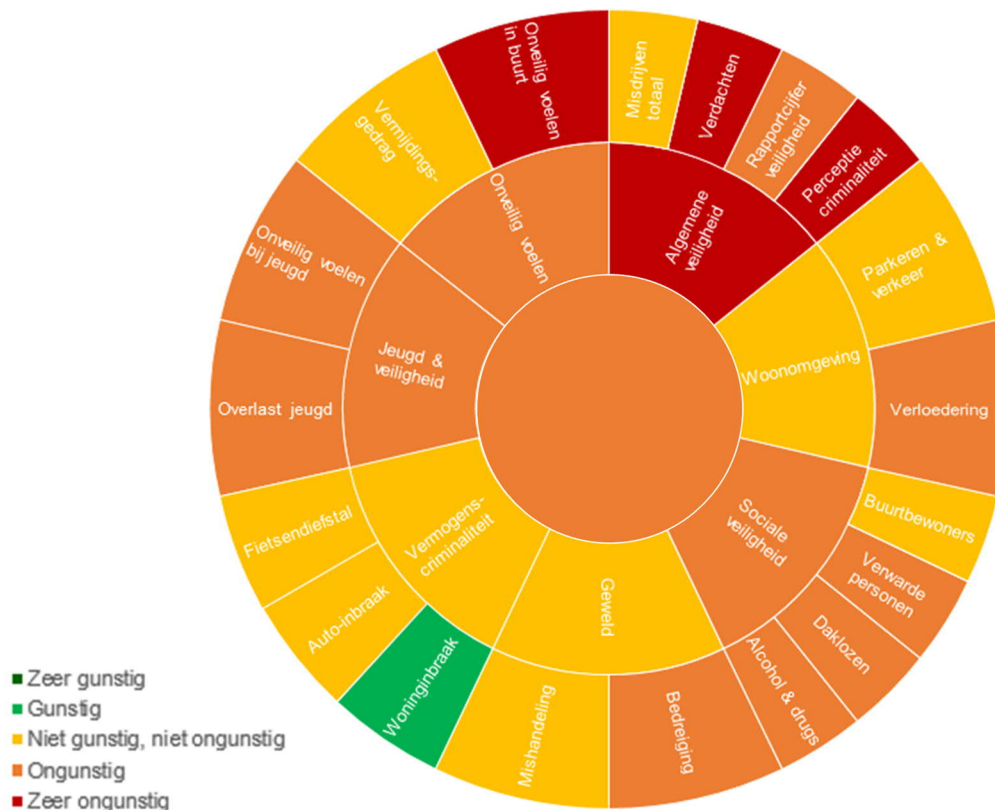 Onveilig voelen
in buurt
Misdrijven
totaal
Verdachten
Rapportcijfer
veiligheid
Perceptie
criminaliteit
Vermijdings-
gedrag
Onveilig voelen
Algemene
veiligheid
Parkeren &
verkeer
Onveilig voelen
bij jeugd
Jeugd &
veiligheid
Woonomgeving
Overlast jeugd
Verloedering
Fietsendiefstal
Vermogens-
criminaliteit
Sociale
veiligheid
Buurtbewoners
Verwarde
personen
Geweld
Auto-inbraak
Daklozen
Woninginbraak
Mishandeling
Bedreiging
Alcohol & drugs
Zeer gunstig
Gunstig
Niet gunstig, niet ongunstig
Ongunstig
Zeer ongunstig